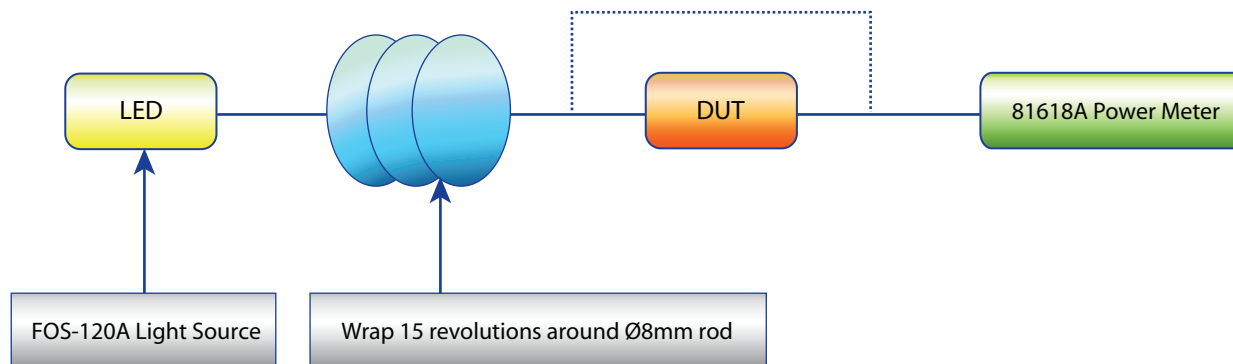 LED
DUT
81618A Power Meter
FOS-120A Light Source
Wrap 15 revolutions around Ø8mm rod